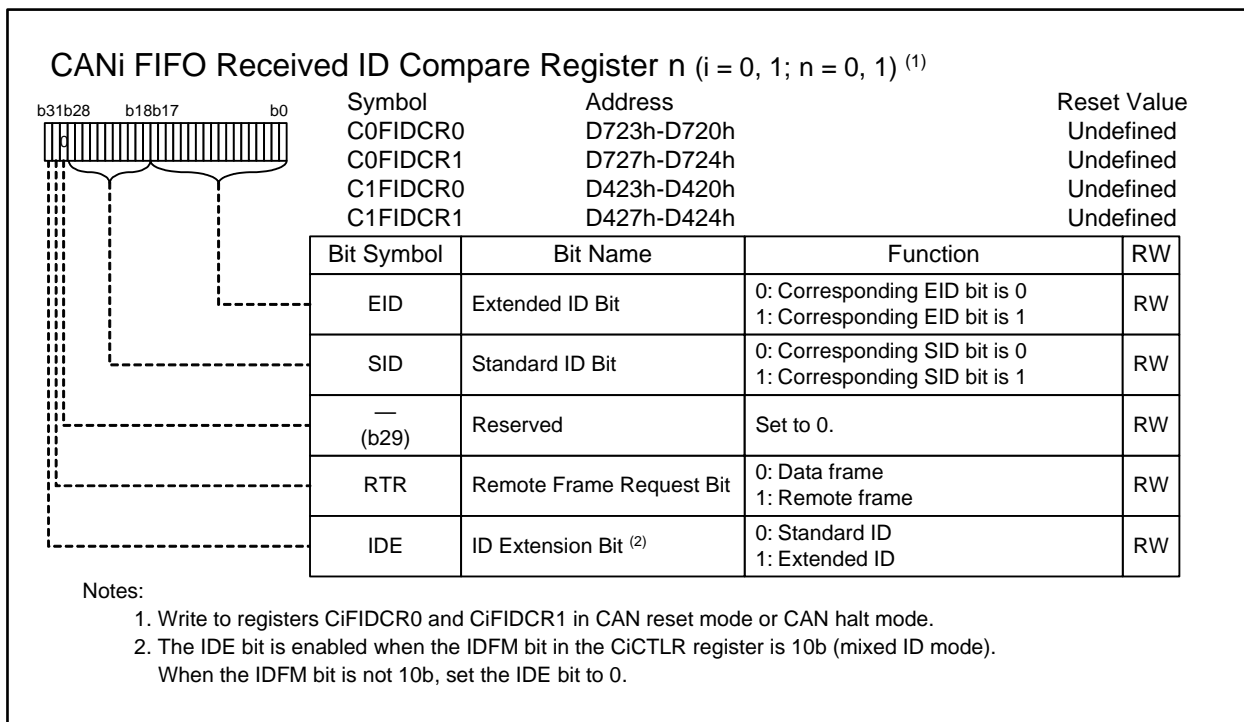 CANi FIFO Received ID Compare Register n (i = 0, 1; n = 0, 1) (1)
b31b28 b18b17 b0
0
Symbol Address Reset Value
C0FIDCR0 D723h-D720h Undefined
C0FIDCR1 D727h-D724h Undefined
C1FIDCR0 D423h-D420h Undefined
C1FIDCR1 D427h-D424h Undefined
Bit Symbol Bit Name Function RW
EID Extended ID Bit 0: Corresponding EID bit is 0 RW
1: Corresponding EID bit is 1
SID Standard ID Bit 0: Corresponding SID bit is 0 RW
1: Corresponding SID bit is 1
— 
(b29) Reserved Set to 0. RW
RTR Remote Frame Request Bit 0: Data frame RW
1: Remote frame
IDE ID Extension Bit (2) 0: Standard ID RW
1: Extended ID
Notes:
1. Write to registers CiFIDCR0 and CiFIDCR1 in CAN reset mode or CAN halt mode.
2. The IDE bit is enabled when the IDFM bit in the CiCTLR register is 10b (mixed ID mode).
When the IDFM bit is not 10b, set the IDE bit to 0.